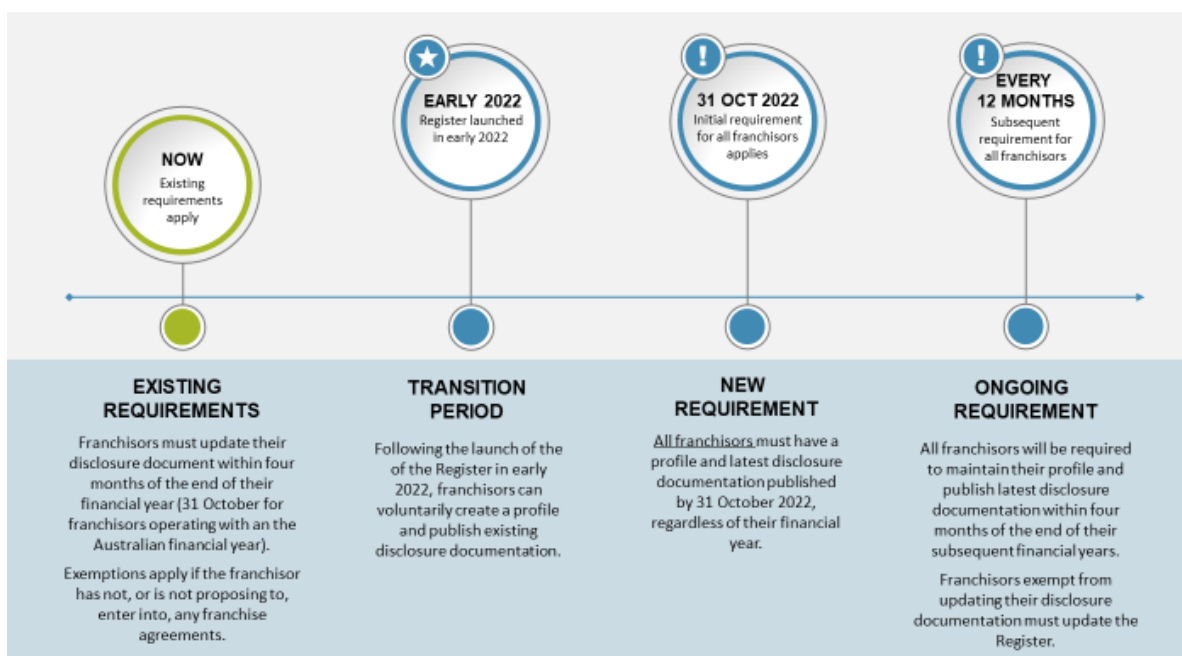 NOW
Existing
requirements
apply
EARLY 2022
Register launched
in early 2022
31 OCT 2022
Initial requirement
for all franchisors
applies
EVERY
12 MONTHS
Subsequent
requirement for
all franchisors
EXISTING
REQUIREMENTS
Franchisors must update their
disclosure document within four
months of the end of their
financial year (31 October for
franchisors operating with an the
Australian financial year).
Exemptions apply if the franchisor
has not, or is not proposing to,
enter into, any franchise
agreements.
TRANSITION
PERIOD
Following the launch of the
of the Register in early
2022, franchisors can
voluntarily create a profile
and publish existing
disclosure documentation.
NEW
REQUIREMENT
All franchisors must have a
profile and latest disclosure
documentation published
by 31 October 2022,
regardless of their financial
year.
ONGOING
REQUIREMENT
All franchisors will be required
to maintain their profile and
publish latest disclosure
documentation within four
months of the end of their
subsequent financial years.
Franchisors exempt from
updating their disclosure
documentation must update the
Register.